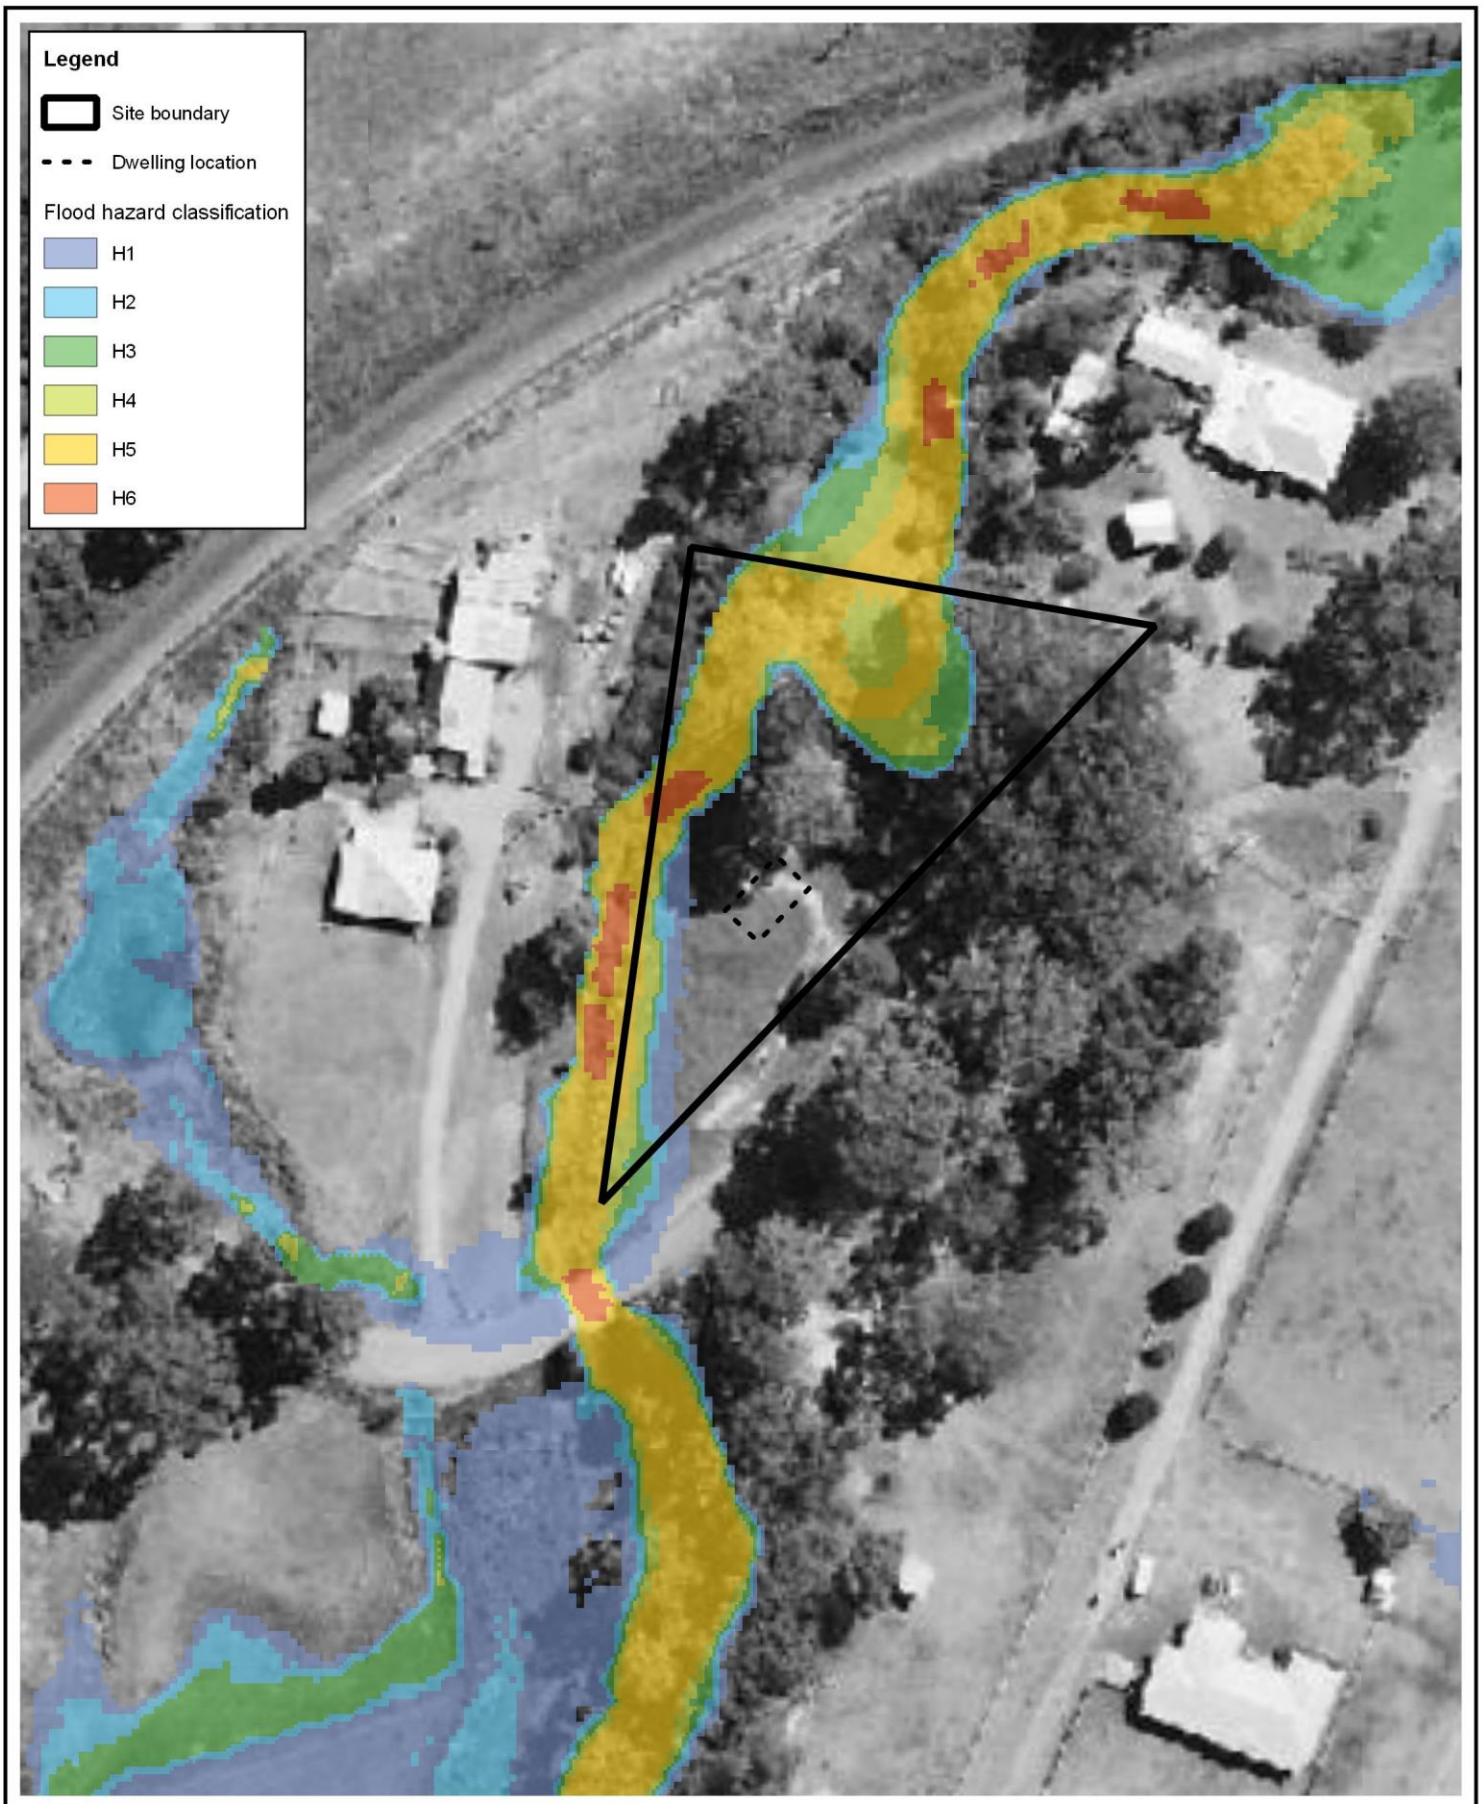 Legend
Site boundary
Dwelling location
Flood hazard classification
H1
H2
H3
H4
H5
H6